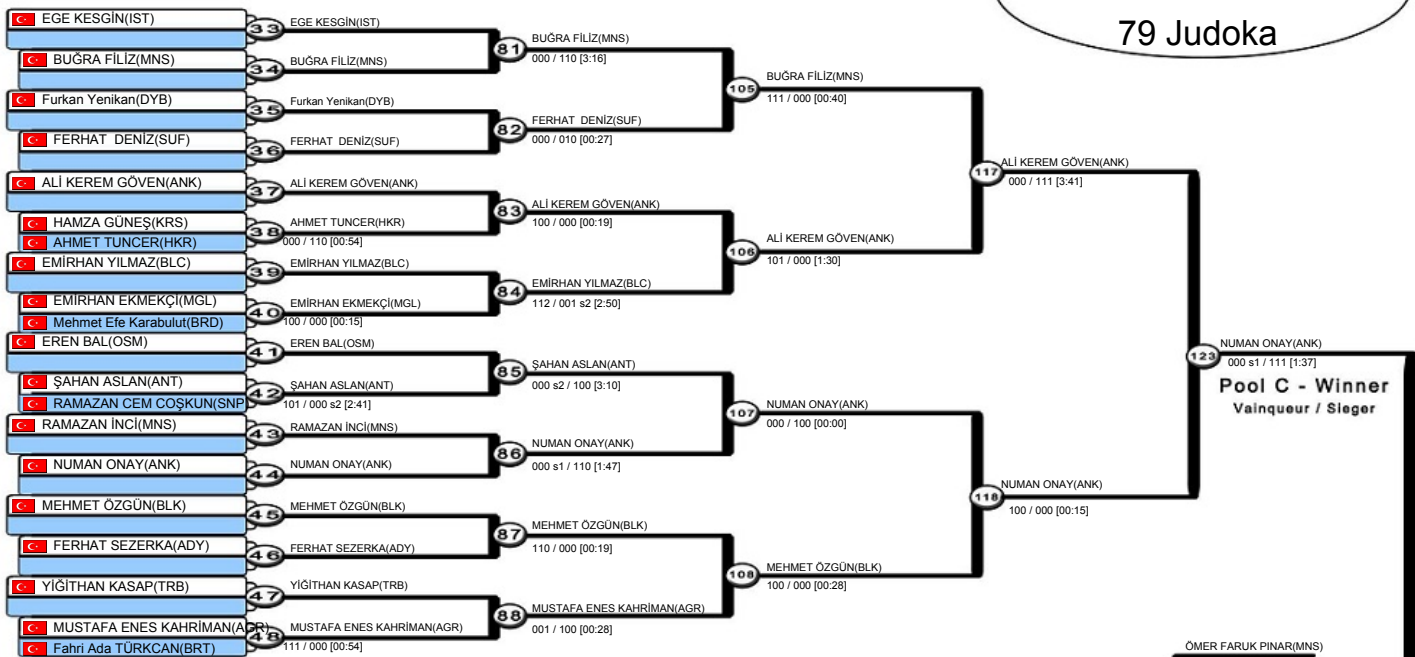 79 Judoka
EGE KESGİN(IST)
BUĞRA FİLİZ(MNS)
Furkan Yenikan(DYB)
FERHAT  DENİZ(SUF)
ALİ KEREM GÖVEN(ANK)
HAMZA GÜNEŞ(KRS)
AHMET TUNCER(HKR)
EMİRHAN YILMAZ(BLC)
EMİRHAN EKMEKÇİ(MGL)
Mehmet Efe Karabulut(BRD)
EREN BAL(OSM)
ŞAHAN ASLAN(ANT)
RAMAZAN CEM COŞKUN(SNP
RAMAZAN İNCİ(MNS)
NUMAN ONAY(ANK)
MEHMET ÖZGÜN(BLK)
FERHAT SEZERKA(ADY)
YİĞİTHAN KASAP(TRB)
MUSTAFA ENES KAHRİMAN(AGR)
Fahri Ada TÜRKCAN(BRT)
33
EGE KESGİN(IST)
34
BUĞRA FİLİZ(MNS)
35
Furkan Yenikan(DYB)
36
FERHAT  DENİZ(SUF)
37
ALİ KEREM GÖVEN(ANK)
38
AHMET TUNCER(HKR)
000 / 110 [00:54]
39
EMİRHAN YILMAZ(BLC)
40
EMİRHAN EKMEKÇİ(MGL)
100 / 000 [00:15]
41
EREN BAL(OSM)
42
ŞAHAN ASLAN(ANT)
101 / 000 s2 [2:41]
43
RAMAZAN İNCİ(MNS)
44
NUMAN ONAY(ANK)
45
MEHMET ÖZGÜN(BLK)
46
FERHAT SEZERKA(ADY)
47
YİĞİTHAN KASAP(TRB)
48
MUSTAFA ENES KAHRİMAN(AGR)
111 / 000 [00:54]
81
BUĞRA FİLİZ(MNS)
000 / 110 [3:16]
82
FERHAT  DENİZ(SUF)
000 / 010 [00:27]
83
ALİ KEREM GÖVEN(ANK)
100 / 000 [00:19]
84
EMİRHAN YILMAZ(BLC)
112 / 001 s2 [2:50]
85
ŞAHAN ASLAN(ANT)
000 s2 / 100 [3:10]
86
NUMAN ONAY(ANK)
000 s1 / 110 [1:47]
87
MEHMET ÖZGÜN(BLK)
110 / 000 [00:19]
88
MUSTAFA ENES KAHRİMAN(AGR)
001 / 100 [00:28]
105
BUĞRA FİLİZ(MNS)
111 / 000 [00:40]
106
ALİ KEREM GÖVEN(ANK)
101 / 000 [1:30]
107
NUMAN ONAY(ANK)
000 / 100 [00:00]
108
MEHMET ÖZGÜN(BLK)
100 / 000 [00:28]
117
ALİ KEREM GÖVEN(ANK)
000 / 111 [3:41]
118
NUMAN ONAY(ANK)
100 / 000 [00:15]
123
NUMAN ONAY(ANK)
000 s1 / 111 [1:37]
Pool C - Winner
Vainqueur / Sieger
ÖMER FARUK PINAR(MNS)